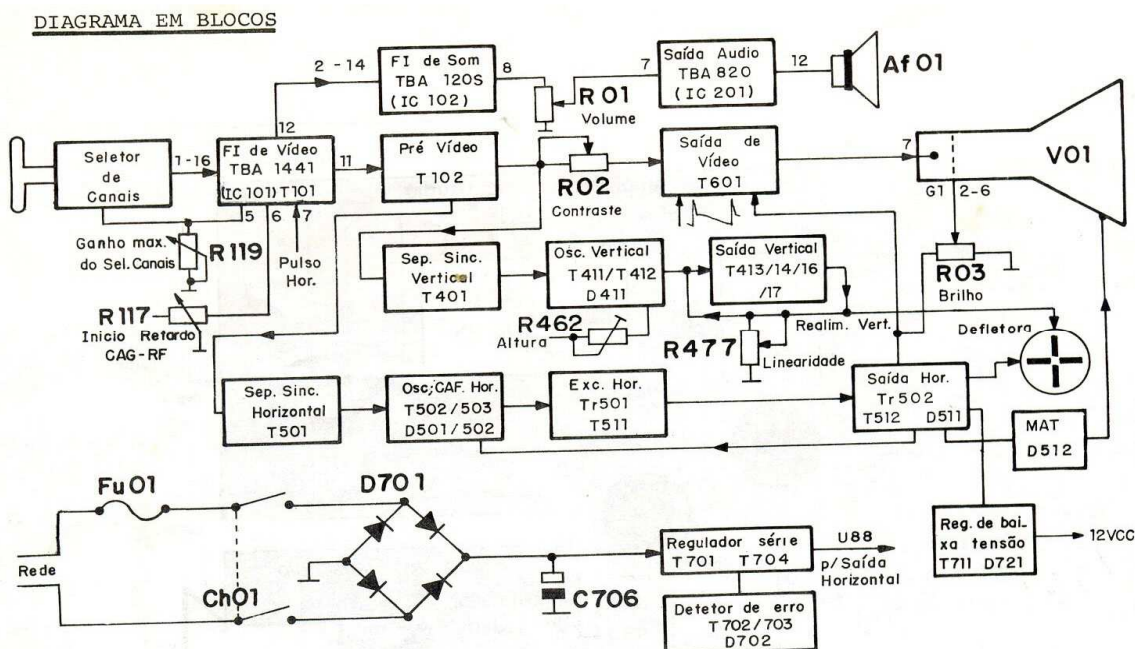 DIAGRAMA EM BLOCOS
2 - 14
FI de Som
TBA 120S
(IC 102)
8
R 01
Volume
7
Saída Audio
TBA 820
(IC 201)
12
Af 01
Seletor
de
Canais
1-16
12
FI de Vídeo
TBA 1441
(IC 101) T101
5
6
7
11
Pré Vídeo
T102
R02
Contraste
Saída de
Vídeo
T601
7
V01
G1
2-6
R03
Brilho
Ganho max.
do Sel. Canais
R119
Pulso
Hor.
R117
Inicio Retardo
CAG-RF
Sep. Sinc.
Vertical
T401
Osc. Vertical
T411/T412
D411
R462
Altura
Saída Vertical
T413/14/16
/17
Realim. Vert.
R477
Linearidade
Defletora
Sep. Sinc.
Horizontal
T501
Osc; CAF. Hor.
T502/503
D501/502
Exc. Hor.
Tr501
T511
Saída Hor.
Tr502
T512 D511
MAT
D512
Reg. de bai_
xa tensão
T711 D721
12VCC
Rede
Fu01
Ch01
D701
C706
Regulador série
T701 T704
U88
p/Saída
Horizontal
Detetor de erro
T702/703
D702